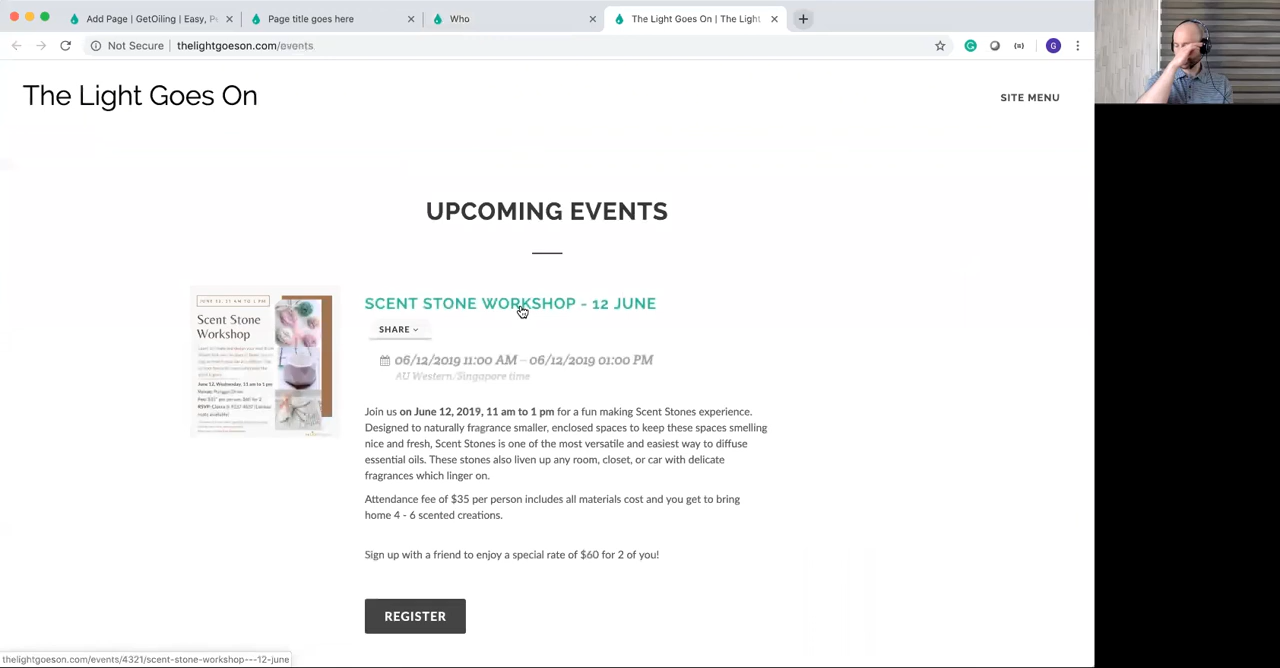 Add Page | GetOiling | Easy, P
Page title goes here
Who
The Light Goes On | The Light
Not Secure
thelightgoeson.com/events
G
The Light Goes On
SITE MENU
UPCOMING EVENTS
JUNE 12, 11 AM TO 1 PM
Scent Stone
Workshop
SCENT STONE WORKSHOP - 12 JUNE
SHARE
06/12/2019 11:00 AM – 06/12/2019 01:00 PM
AU Western/Singapore time
Join us on June 12, 2019, 11 am to 1 pm for a fun making Scent Stones experience.
Designed to naturally fragrance smaller, enclosed spaces to keep these spaces smelling
nice and fresh, Scent Stones is one of the most versatile and easiest way to diffuse
essential oils. These stones also liven up any room, closet, or car with delicate
fragrances which linger on.
Attendance fee of $35 per person includes all materials cost and you get to bring
home 4 - 6 scented creations.
Sign up with a friend to enjoy a special rate of $60 for 2 of you!
REGISTER
thelightgoeson.com/events/4321/scent-stone-workshop---12-june